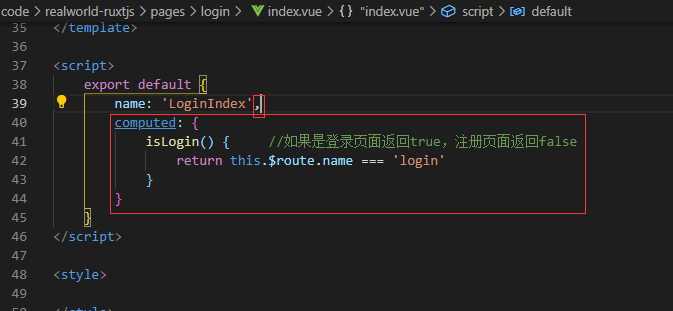 code > realworld-ruxtjs > pages > login > index.vue > {} "index.vue" > script > default
35 </template>
36
37 <script>
38 export default {
39 name: 'LoginIndex',
40 computed: {
41 isLogin() { //如果是登录页面返回true，注册页面返回false
42 return this.$route.name === 'login'
43 }
44 }
45 }
46 </script>
47
48 <style>
49